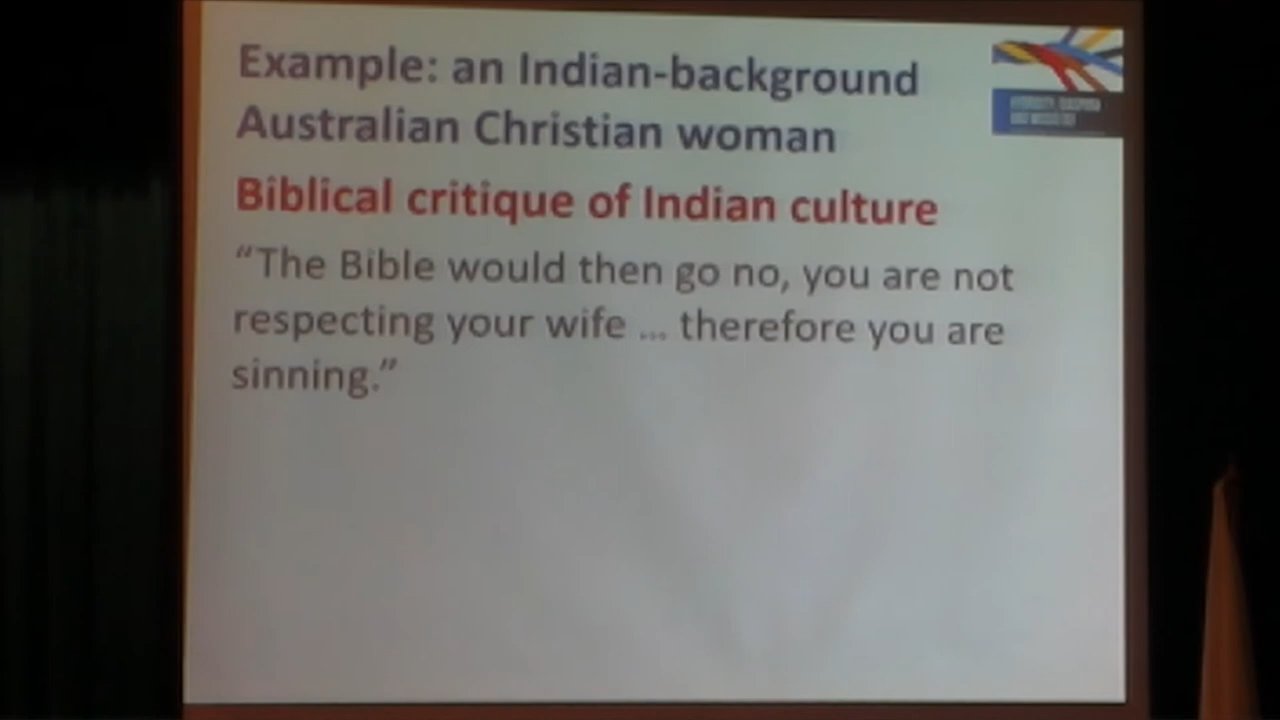 Example: an Indian-background
Australian Christian woman
Biblical critique of Indian culture
“The Bible would then go no, you are not
respecting your wife ... therefore you are
sinning.”